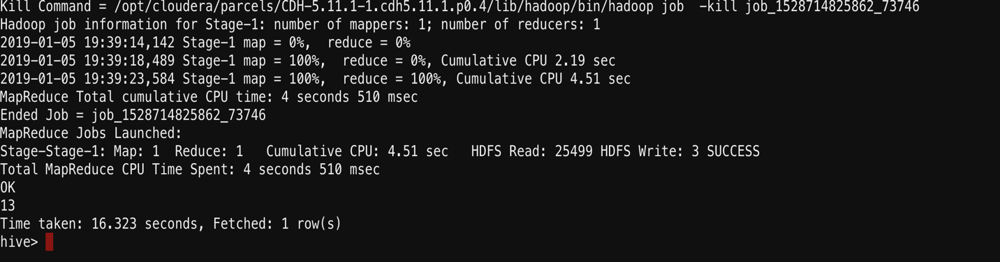 Kill Command = /opt/cloudera/parcels/CDH-5.11.1-1.cdh5.11.1.p0.4/lib/hadoop/bin/hadoop job  -kill job_1528714825862_73746
Hadoop job information for Stage-1: number of mappers: 1; number of reducers: 1
2019-01-05 19:39:14,142 Stage-1 map = 0%,  reduce = 0%
2019-01-05 19:39:18,489 Stage-1 map = 100%,  reduce = 0%, Cumulative CPU 2.19 sec
2019-01-05 19:39:23,584 Stage-1 map = 100%,  reduce = 100%, Cumulative CPU 4.51 sec
MapReduce Total cumulative CPU time: 4 seconds 510 msec
Ended Job = job_1528714825862_73746
MapReduce Jobs Launched:
Stage-Stage-1: Map: 1  Reduce: 1   Cumulative CPU: 4.51 sec   HDFS Read: 25499 HDFS Write: 3 SUCCESS
Total MapReduce CPU Time Spent: 4 seconds 510 msec
OK
13
Time taken: 16.323 seconds, Fetched: 1 row(s)
hive>